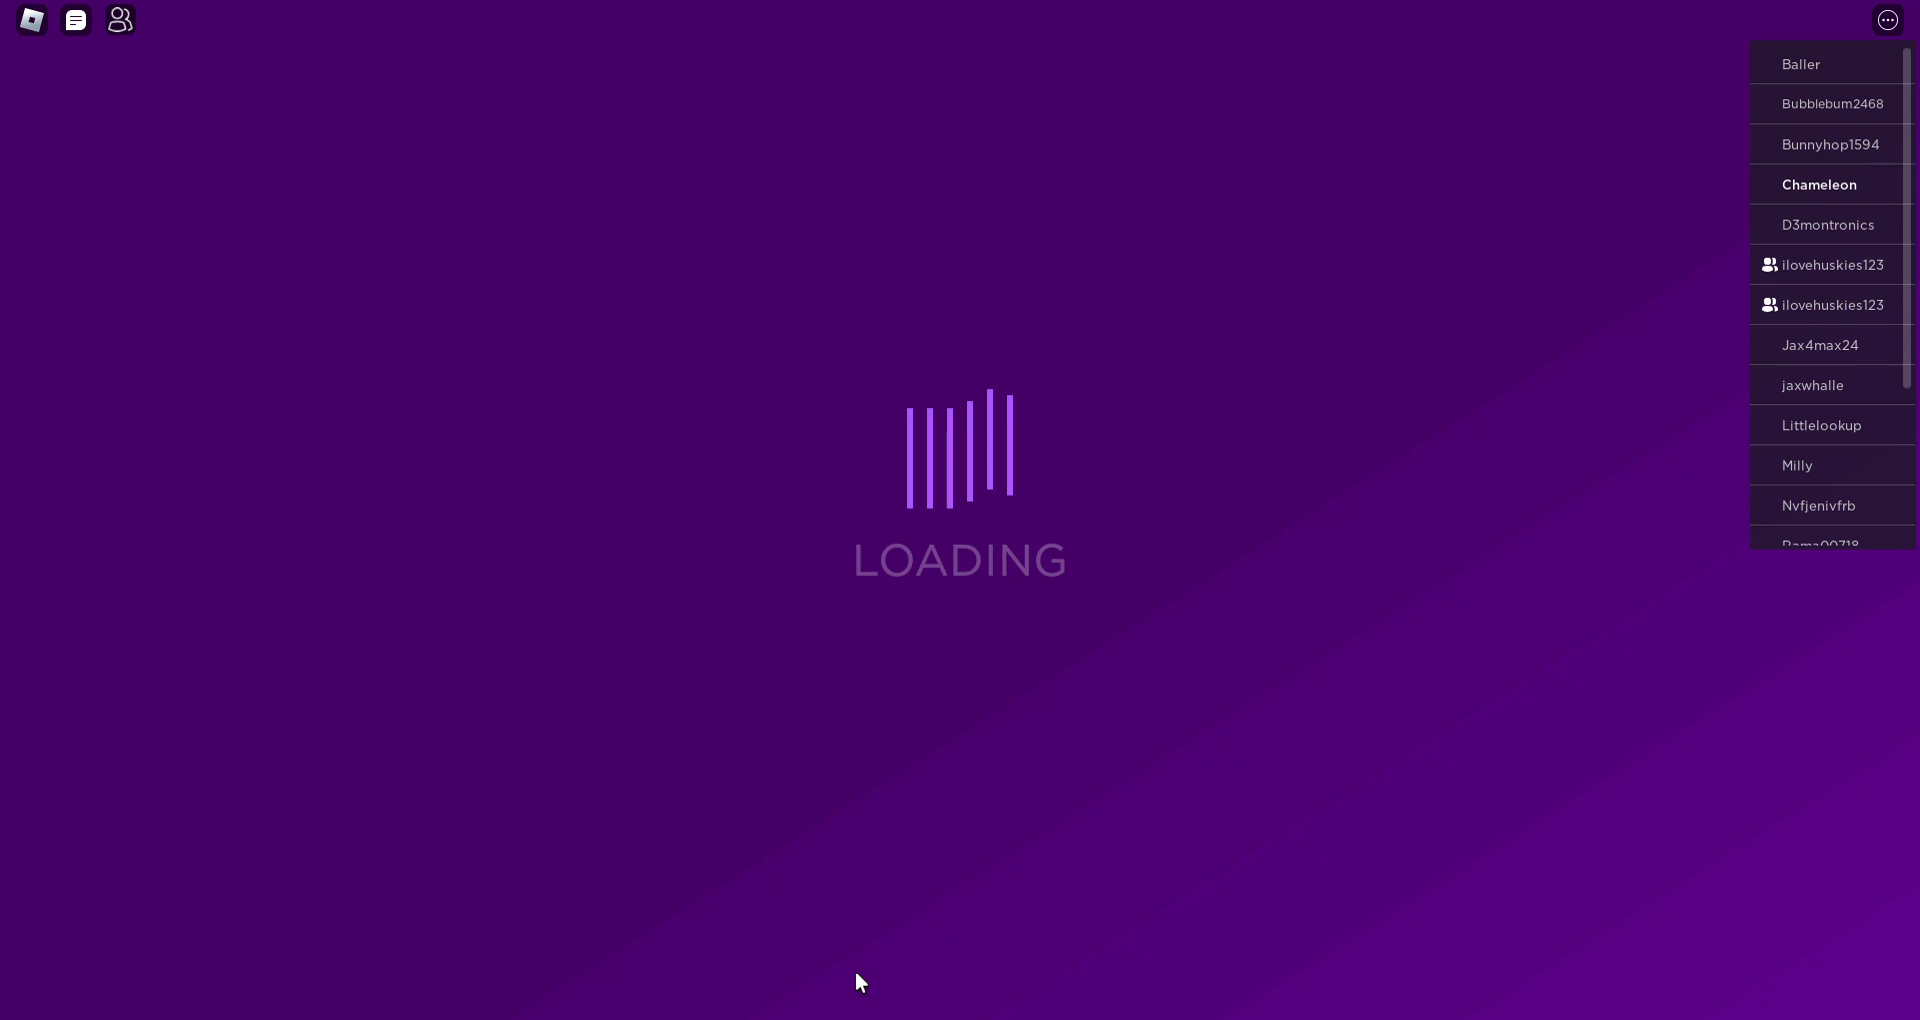 Baller
Bubblebum2468
Bunnyhop1594
Chameleon
D3montronics
ilovehuskies123
ilovehuskies123
Jax4max24
jaxwhalle
Littlelookup
Milly
Nvfjenivfrb
LOADING